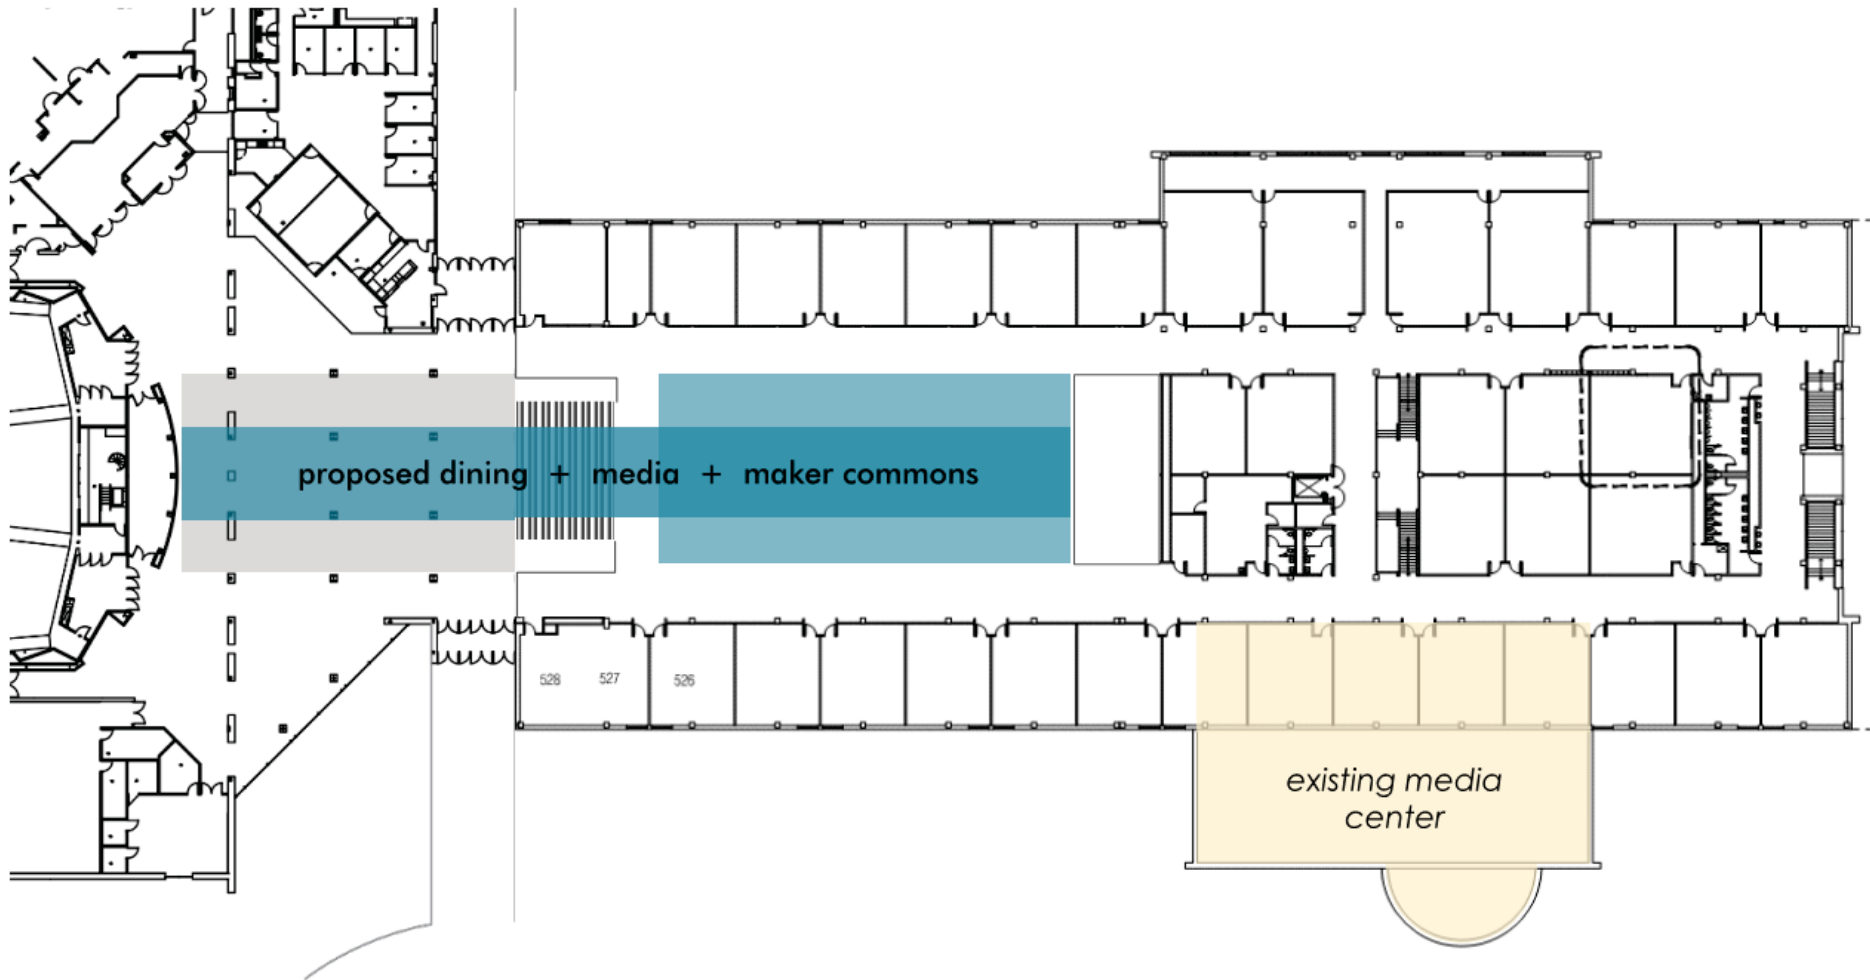 proposed dining + media + maker commons
528 527 526
existing media
center